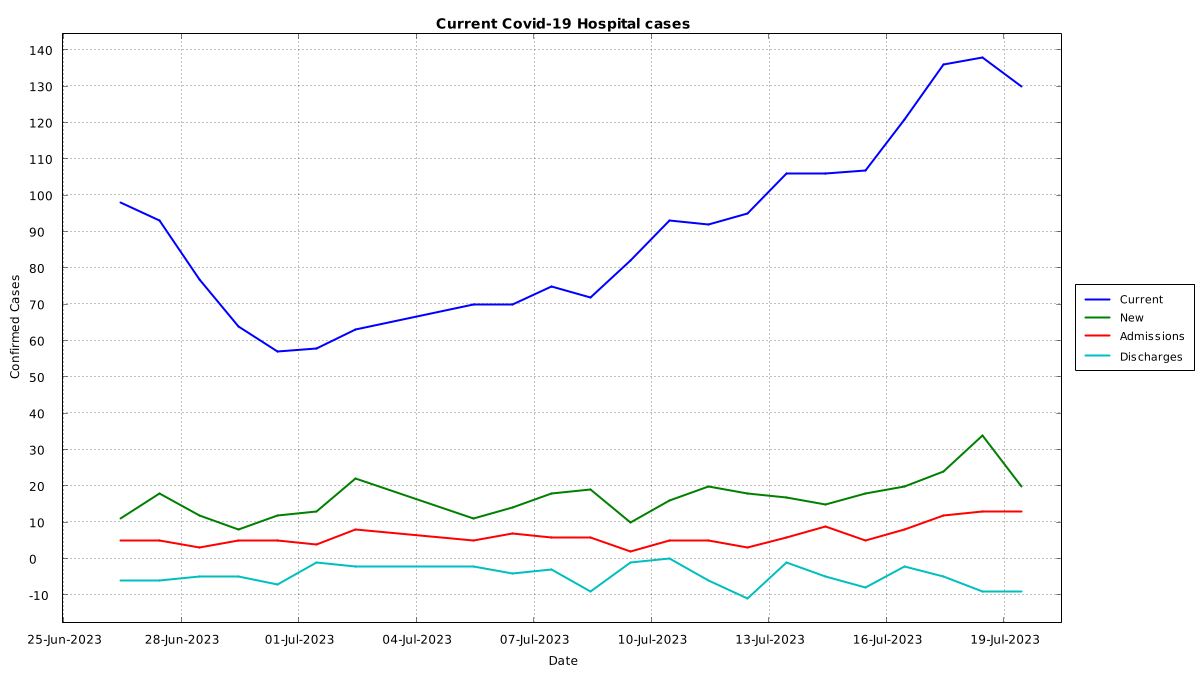 Current Covid-19 Hospital cases
140
130
120
110
100
90
80
70
60
50
40
30
20
10
0
-10
Confirmed Cases
25-Jun-2023
28-Jun-2023
01-Jul-2023
04-Jul-2023
07-Jul-2023
10-Jul-2023
13-Jul-2023
16-Jul-2023
19-Jul-2023
Date
Current
New
Admissions
Discharges